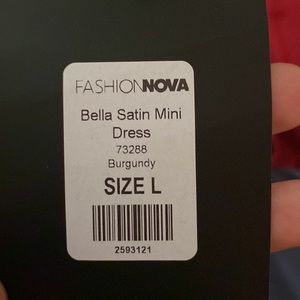 FASHIONNOVA
Bella Satin Mini
Dress
73288
Burgundy
SIZE L
2593121